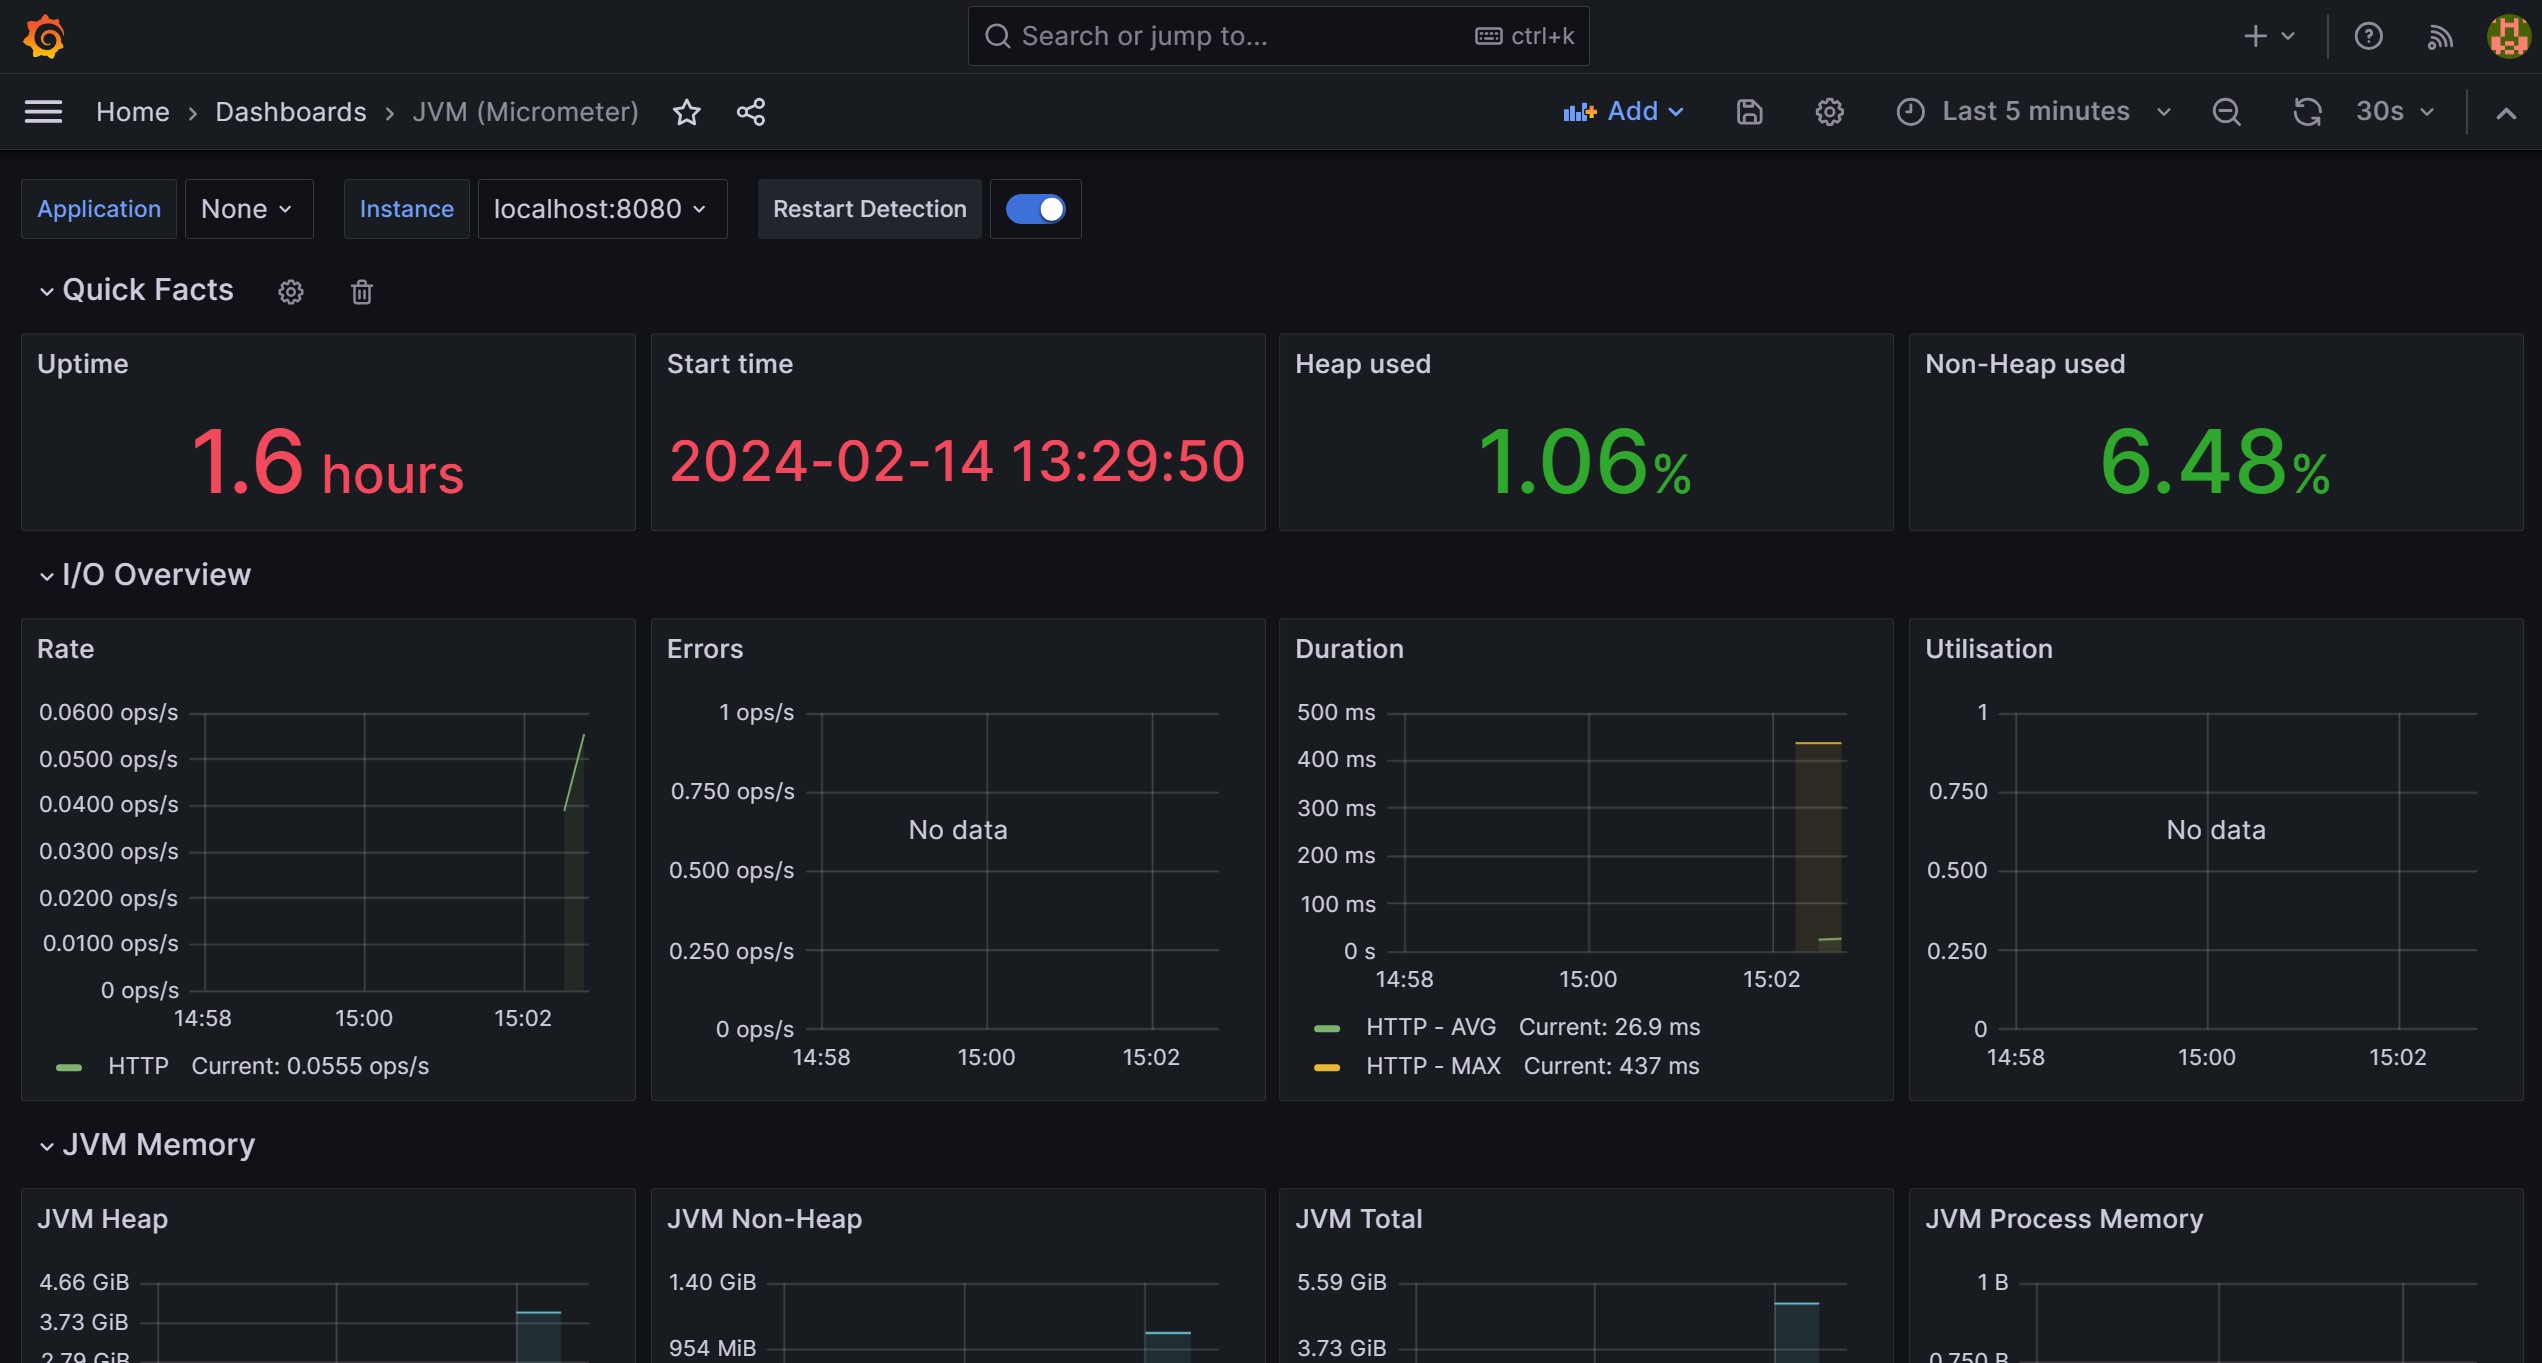 Search or jump to... ctrl+k
Home › Dashboards › JVM (Micrometer) Add Last 5 minutes 30s
Application None Instance localhost:8080 Restart Detection
Quick Facts
Uptime
1.6 hours
Start time
2024-02-14 13:29:50
Heap used
1.06%
Non-Heap used
6.48%
I/O Overview
Rate
0.0600 ops/s
0.0500 ops/s
0.0400 ops/s
0.0300 ops/s
0.0200 ops/s
0.0100 ops/s
0 ops/s
14:58 15:00 15:02
HTTP Current: 0.0555 ops/s
Errors
1 ops/s
0.750 ops/s
No data
0.500 ops/s
0.250 ops/s
0 ops/s
14:58 15:00 15:02
Duration
500 ms
400 ms
300 ms
200 ms
100 ms
0 s
14:58 15:00 15:02
HTTP - AVG Current: 26.9 ms
HTTP - MAX Current: 437 ms
Utilisation
1
0.750
No data
0.500
0.250
0
14:58 15:00 15:02
JVM Memory
JVM Heap
4.66 GiB
3.73 GiB
2.79 GiB
JVM Non-Heap
1.40 GiB
954 MiB
JVM Total
5.59 GiB
3.73 GiB
JVM Process Memory
1 B
0.750 B